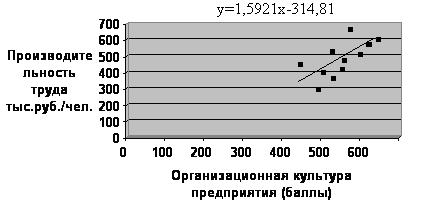 y=1,5921x-314,81
700
600
500
400
300
200
100
0
Производите
льность
труда
тыс.руб./чел.
0 100 200 300 400 500 600
Организационная культура
предприятия (баллы)